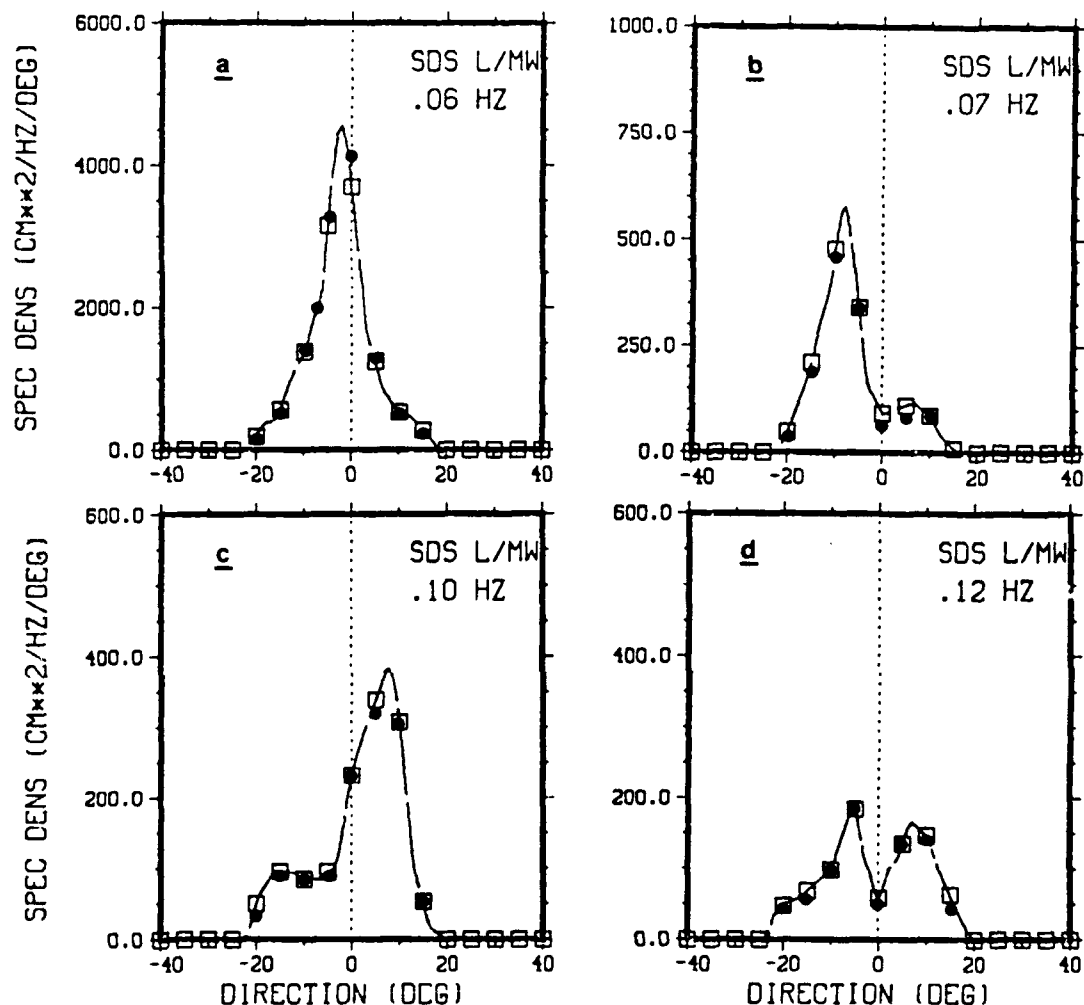 SPEC DENS (CM**2/HZ/DEG)
6000.0
4000.0
2000.0
0.0
a
SDS L/MW
.06 HZ
-40
-20
0
20
40
1000.0
750.0
500.0
250.0
0.0
b
SDS L/MW
.07 HZ
-40
-20
0
20
40
SPEC DENS (CM**2/HZ/DEG)
600.0
400.0
200.0
0.0
c
SDS L/MW
.10 HZ
-40
-20
0
20
40
DIRECTION (DEG)
600.0
400.0
200.0
0.0
d
SDS L/MW
.12 HZ
-40
-20
0
20
40
DIRECTION (DEG)